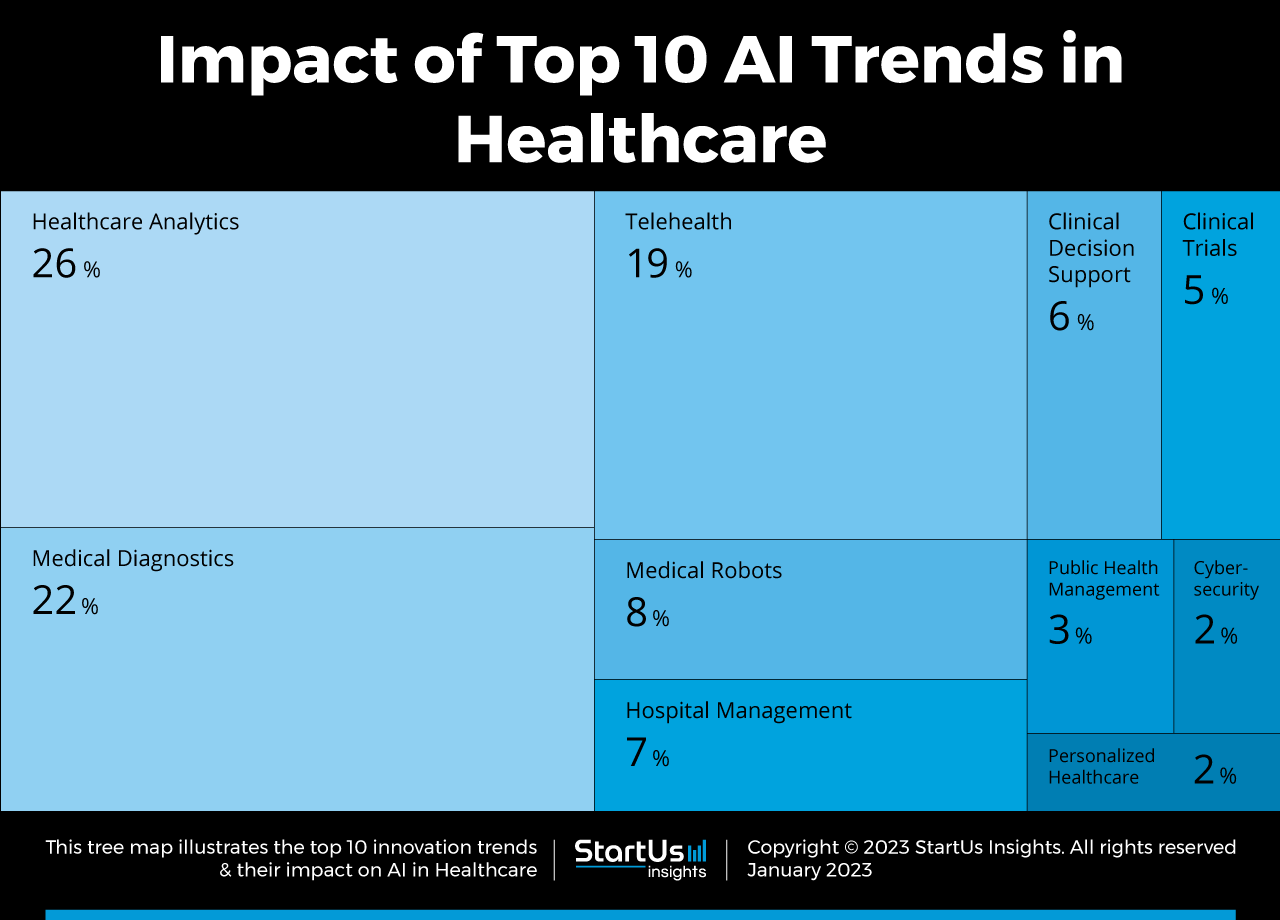 Impact of Top 10 AI Trends in
Healthcare
Healthcare Analytics
26 %
Medical Diagnostics
22 %
Telehealth
19 %
Medical Robots
8 %
Hospital Management
7 %
Clinical
Decision
Support
6 %
Clinical
Trials
5 %
Public Health
Management
3 %
Cyber-
security
2 %
Personalized
Healthcare
2 %
This tree map illustrates the top 10 innovation trends
& their impact on AI in Healthcare
StartUs
insights
Copyright © 2023 StartUs Insights. All rights reserved
January 2023